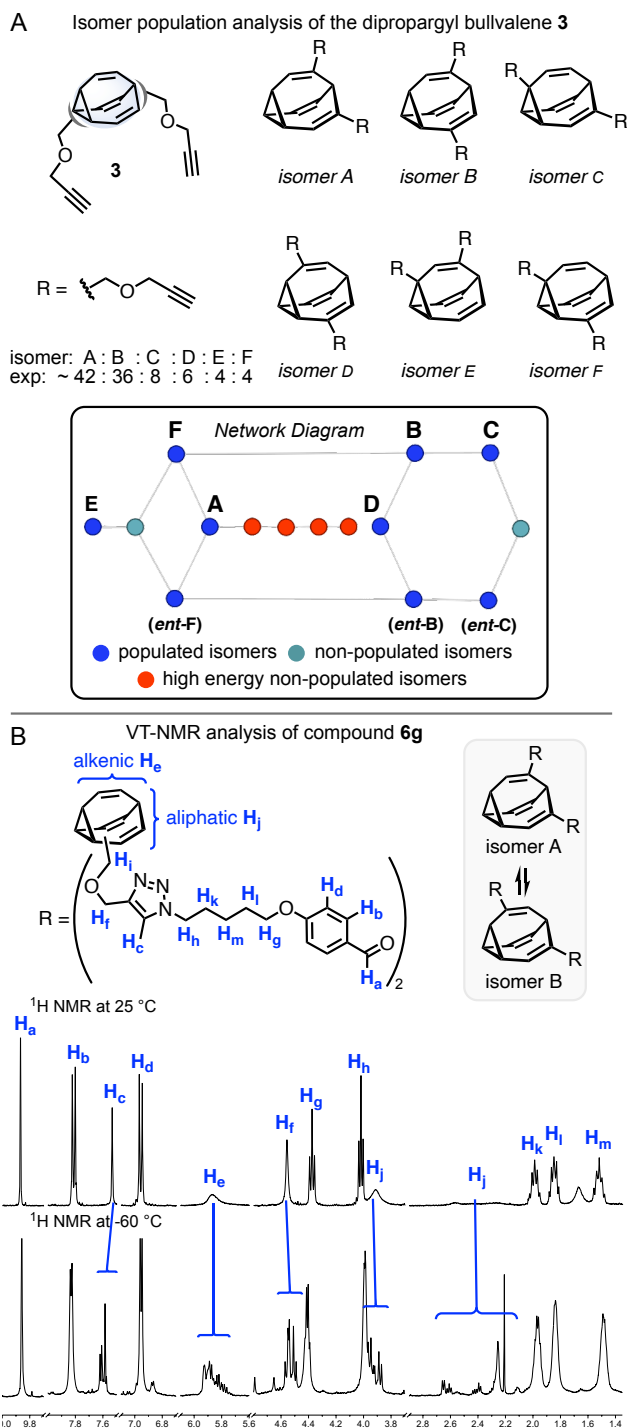 A Isomer population analysis of the dipropargyl bullvalene 3
R R R
O O
R R R
3
isomer A isomer B isomer C
R R R R
R = O
R R
isomer: A : B : C : D : E : F
exp: ~ 42 : 36 : 8 : 6 : 4 : 4
isomer D isomer E isomer F
Network Diagram
F B C
E A D
(ent-F) (ent-B) (ent-C)
populated isomers non-populated isomers
high energy non-populated isomers
B VT-NMR analysis of compound 6g
alkenic He
aliphatic Hj
R
R
isomer A
R
R
isomer B
Hi
O N N N
Hf Hc Hh Hk Hm Hl Hg O Hd Hb
R =
O
Ha 2
1H NMR at 25 °C
Ha Hb Hc Hd He Hf Hg Hh Hj Hj Hk Hl Hm
1H NMR at -60 °C
0.0 9.8 7.8 7.6 7.0 6.8 6.0 5.8 5.6 4.6 4.4 4.2 4.0 3.8 2.8 2.6 2.4 2.2 2.0 1.8 1.6 1.4